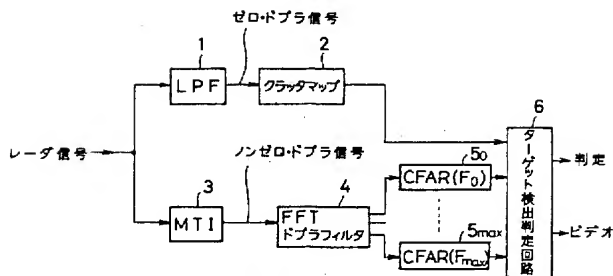 ゼロ・ドプラ信号
1
2
LPF
クラッタマップ
6
レーダ信号
ノンゼロ・ドプラ信号
5₀
CFAR(F₀)
ターゲット検出判定回路
判定
3
4
MTI
FFT
ドプラフィルタ
5max
CFAR(Fmax)
ビデオ